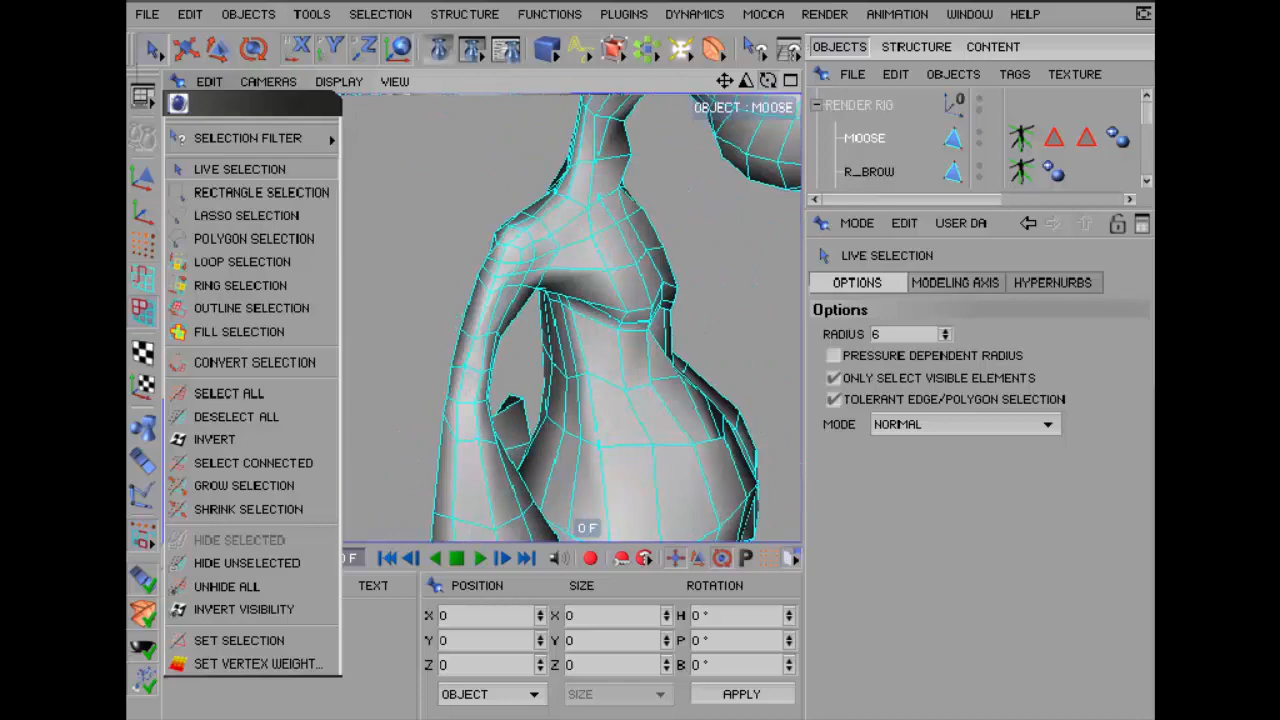 FILE EDIT OBJECTS TOOLS SELECTION STRUCTURE FUNCTIONS PLUGINS DYNAMICS MOCCA RENDER ANIMATION WINDOW HELP
X Y Z
OBJECTS STRUCTURE CONTENT
EDIT CAMERAS DISPLAY VIEW
OBJECT : MOOSE
FILE EDIT OBJECTS TAGS TEXTURE
RENDER RIG 0
MOOSE
R_BROW
SELECTION FILTER
LIVE SELECTION
RECTANGLE SELECTION
LASSO SELECTION
POLYGON SELECTION
LOOP SELECTION
RING SELECTION
OUTLINE SELECTION
FILL SELECTION
CONVERT SELECTION
SELECT ALL
DESELECT ALL
INVERT
SELECT CONNECTED
GROW SELECTION
SHRINK SELECTION
HIDE SELECTED
HIDE UNSELECTED
UNHIDE ALL
INVERT VISIBILITY
SET SELECTION
SET VERTEX WEIGHT...
MODE EDIT USER DA
LIVE SELECTION
OPTIONS MODELING AXIS HYPERNURBS
Options
RADIUS 6
PRESSURE DEPENDENT RADIUS
ONLY SELECT VISIBLE ELEMENTS
TOLERANT EDGE/POLYGON SELECTION
MODE NORMAL
0 F
0 F P
TEXT
POSITION SIZE ROTATION
X 0 X 0 H 0 °
Y 0 Y 0 P 0 °
Z 0 Z 0 B 0 °
OBJECT SIZE APPLY